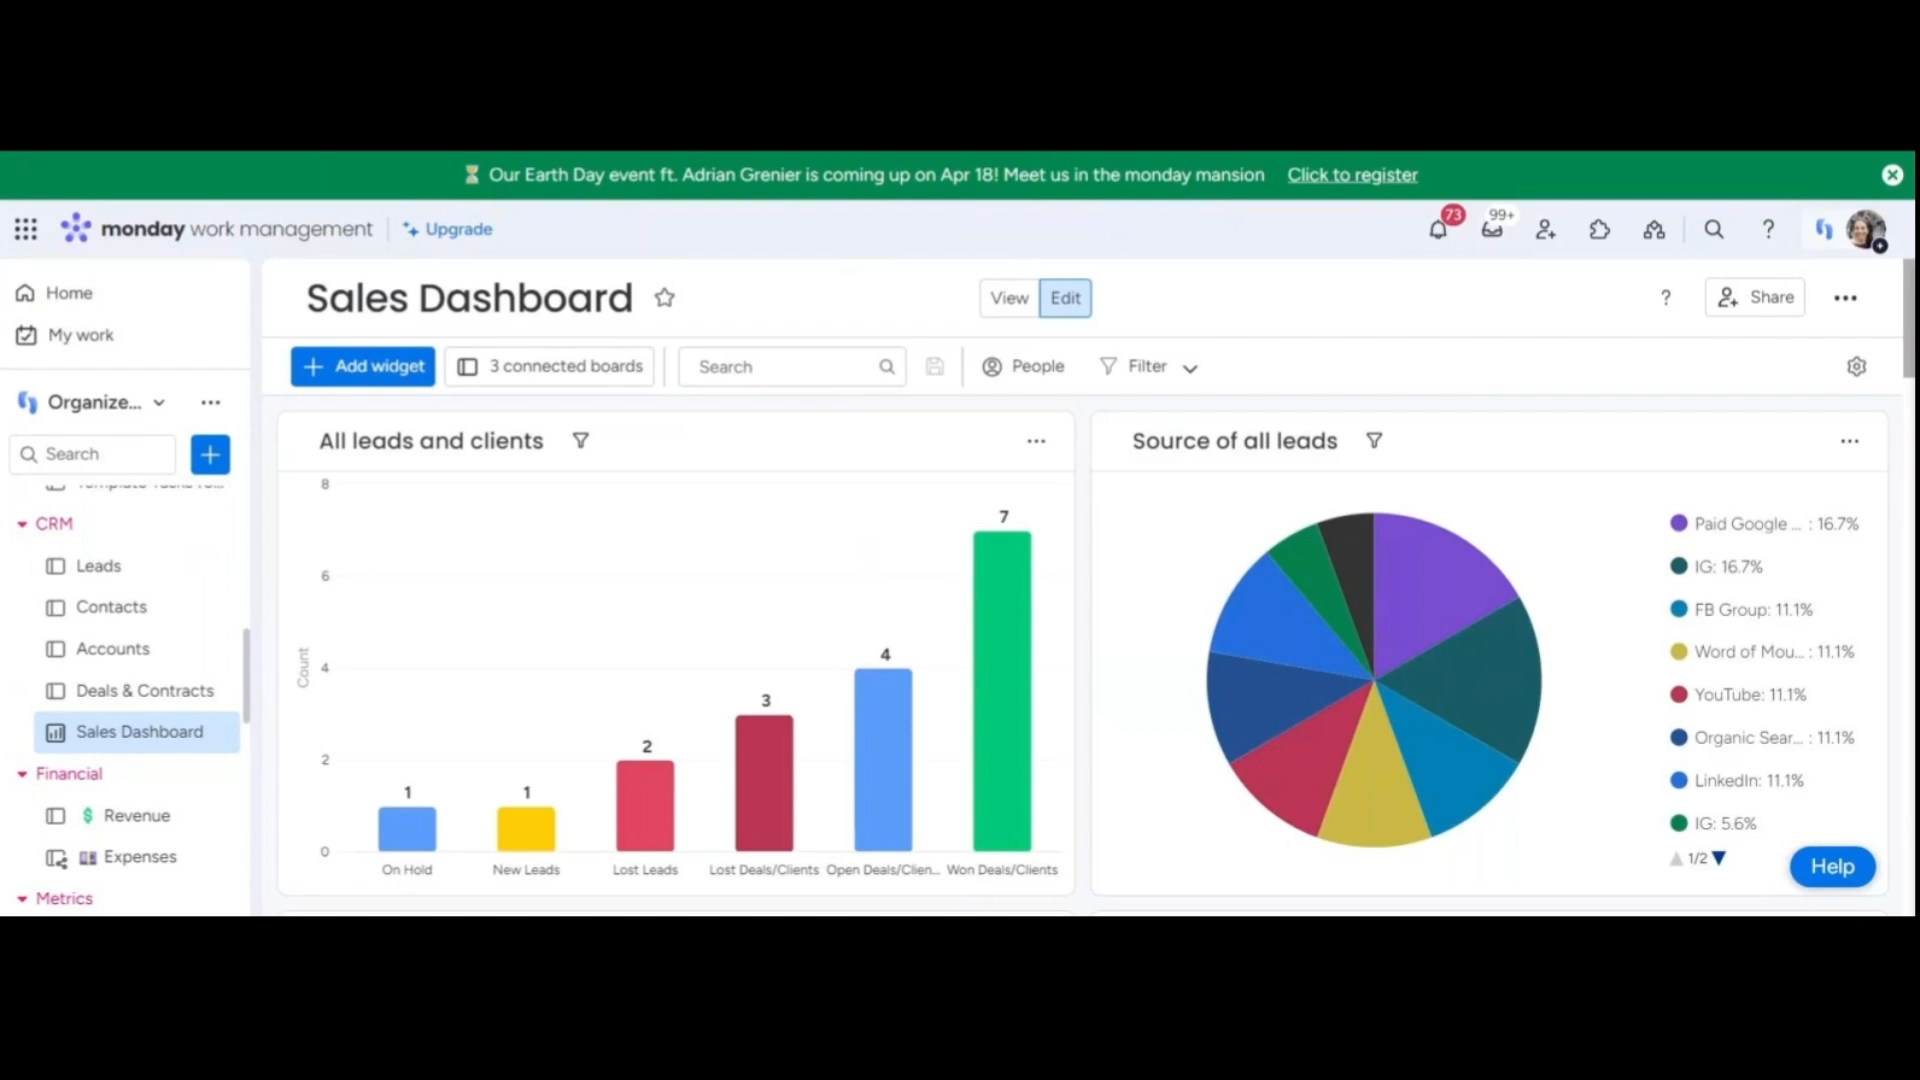 ⏳ Our Earth Day event ft. Adrian Grenier is coming up on Apr 18! Meet us in the monday mansion Click to register
monday work management Upgrade
73
99+
?
Home
My work
Organize...
Search
CRM
Leads
Contacts
Accounts
Deals & Contracts
Sales Dashboard
Financial
$ Revenue
Expenses
Metrics
Sales Dashboard
View Edit
? Share
+ Add widget
3 connected boards
Search
People
Filter
All leads and clients
Count
8
6
4
2
0
1
1
2
3
4
7
On Hold
New Leads
Lost Leads
Lost Deals/Clients
Open Deals/Clien...
Won Deals/Clients
Source of all leads
Paid Google ... : 16.7%
IG: 16.7%
FB Group: 11.1%
Word of Mou... : 11.1%
YouTube: 11.1%
Organic Sear... : 11.1%
LinkedIn: 11.1%
IG: 5.6%
1/2
Help